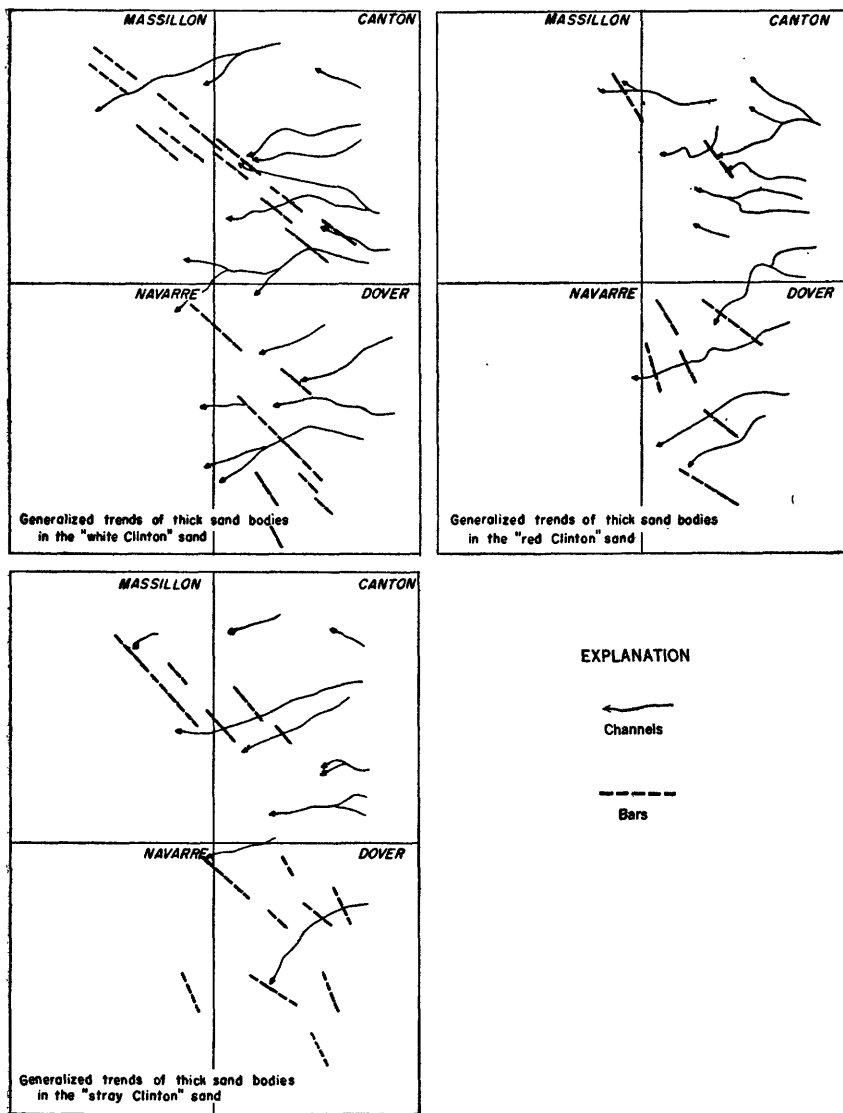 MASSILLON CANTON
NAVARRE DOVER
Generalized trends of thick sand bodies
in the "white Clinton" sand
MASSILLON CANTON
NAVARRE DOVER
Generalized trends of thick sand bodies
in the "red Clinton" sand
MASSILLON CANTON
NAVARRE DOVER
Generalized trends of thick sand bodies
in the "stray Clinton" sand
EXPLANATION
Channels
Bars